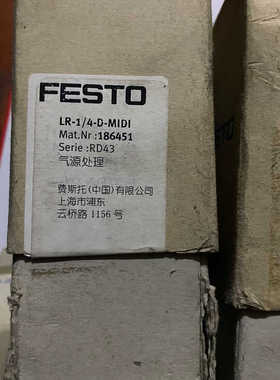 FESTO
LR-1/4-D-MIDI
Mat.Nr :186451
Serie :RD43
气源处理
费斯托(中国)有限公司
上海市浦东
云桥路 1156 号